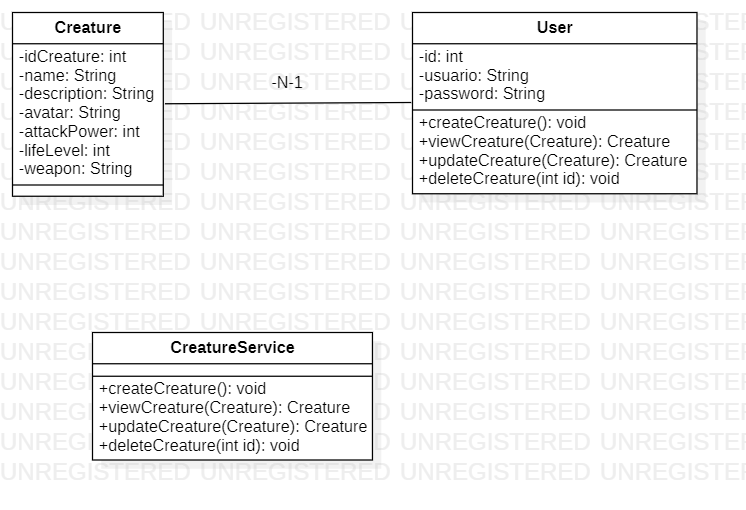 Creature
-idCreature: int
-name: String
-description: String
-avatar: String
-attackPower: int
-lifeLevel: int
-weapon: String
-N-1
User
-id: int
-usuario: String
-password: String
+createCreature(): void
+viewCreature(Creature): Creature
+updateCreature(Creature): Creature
+deleteCreature(int id): void
CreatureService
+createCreature(): void
+viewCreature(Creature): Creature
+updateCreature(Creature): Creature
+deleteCreature(int id): void
UNREGISTERED UNREGISTERED UNREGISTERED UNREGISTERED